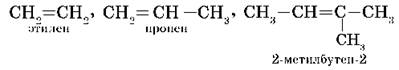 CH₂=CH₂, CH₂=CH–CH₃, CH₃–CH=C–CH₃
этилен пропен CH₃
2-метилбутен-2